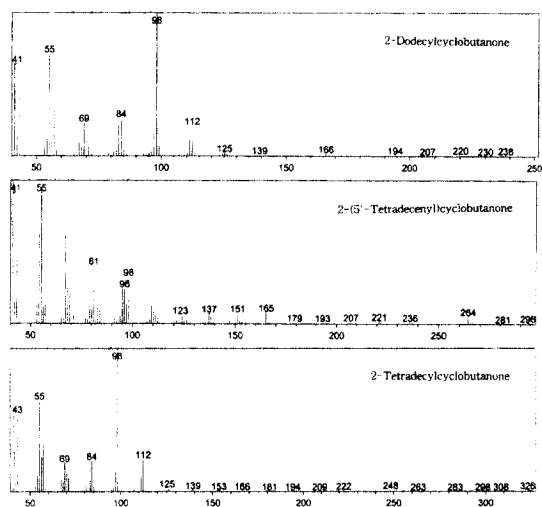 98
2-Dodecylcyclobutanone
55
41
69
84
112
125 139 166 194 207 220 230 238
50 100 150 200 250
41 55
2-(5'-Tetradecenyl)cyclobutanone
81
98
96
123 137 151 165 179 193 207 221 236 264 281 295
50 100 150 200 250
98
2-Tetradecylcyclobutanone
55
43
69 84 112
125 139 153 166 181 194 209 222 248 263 283 298 308 326
50 100 150 200 250 300